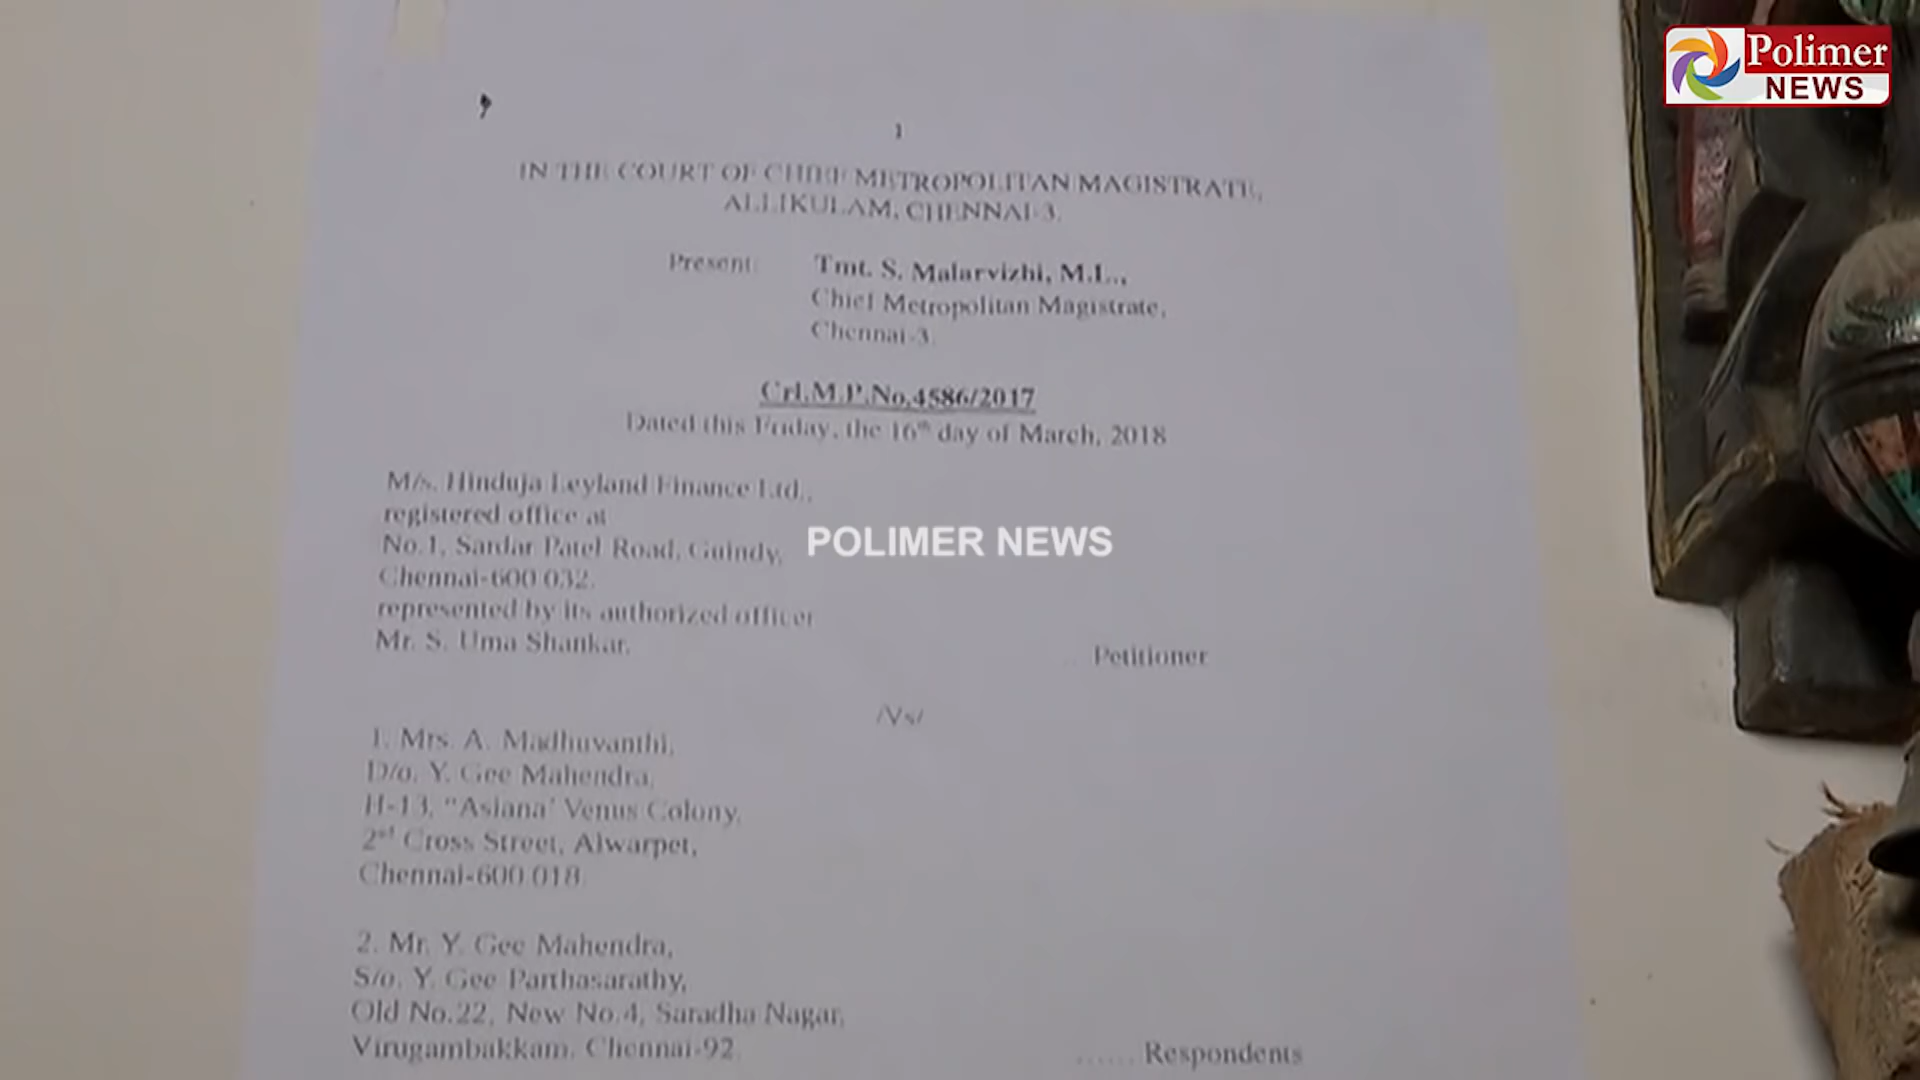 Polimer
NEWS
1
IN THE COURT OF CHIEF METROPOLITAN MAGISTRATE,
ALLIKULAM, CHENNAI-3.
Present: Tmt. S. Malarvizhi, M.L.,
Chief Metropolitan Magistrate,
Chennai-3.
Crl.M.P.No.4586/2017
Dated this Friday, the 16th day of March, 2018
M/s. Hinduja Leyland Finance Ltd.,
registered office at
No.1, Sardar Patel Road, Guindy,
Chennai-600 032.
represented by its authorized officer
Mr. S. Uma Shankar.
.. Petitioner
POLIMER NEWS
/Vs/
1. Mrs. A. Madhuvanthi,
D/o. Y. Gee Mahendra,
H-13, "Asiana' Venus Colony,
2nd Cross Street, Alwarpet,
Chennai-600 018.
2. Mr. Y. Gee Mahendra,
S/o. Y. Gee Parthasarathy,
Old No.22, New No.4, Saradha Nagar,
Virugambakkam, Chennai-92.
...... Respondents